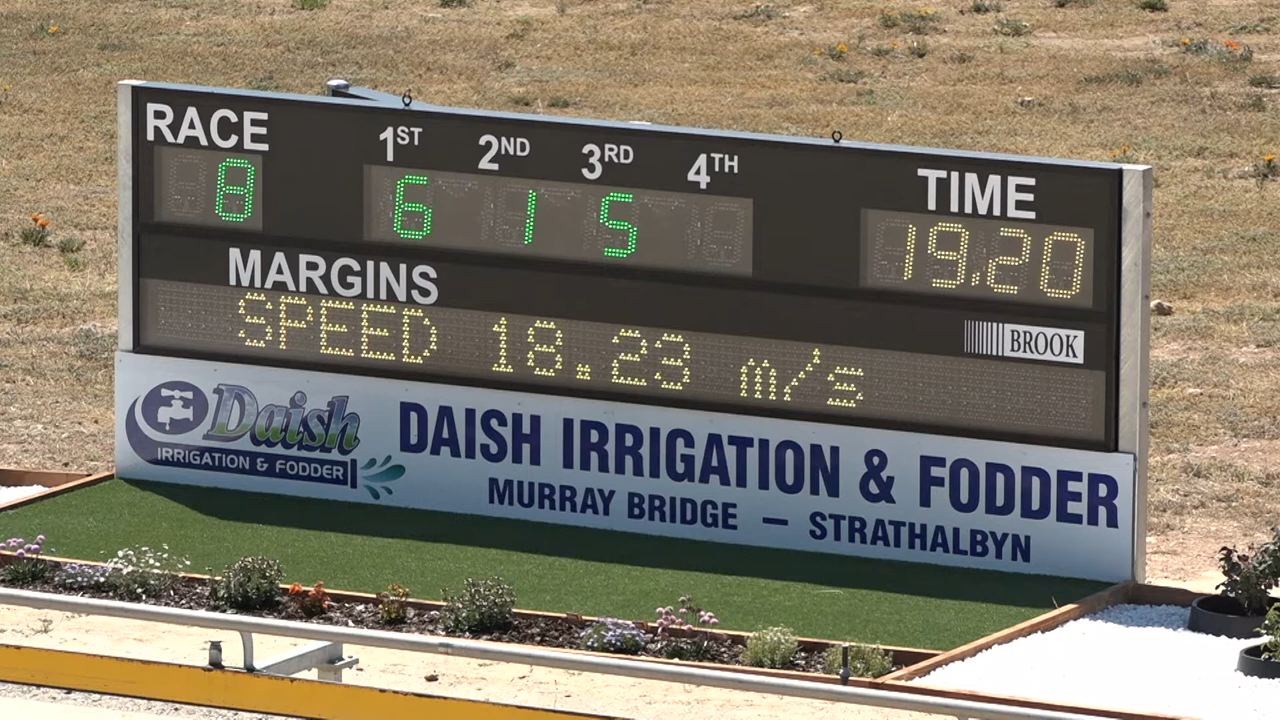 RACE 1ST 2ND 3RD 4TH TIME
8 6 1 5 19.20
MARGINS
BROOK
SPEED 18.23 m/s
Daish
IRRIGATION & FODDER
DAISH IRRIGATION & FODDER
MURRAY BRIDGE – STRATHALBYN